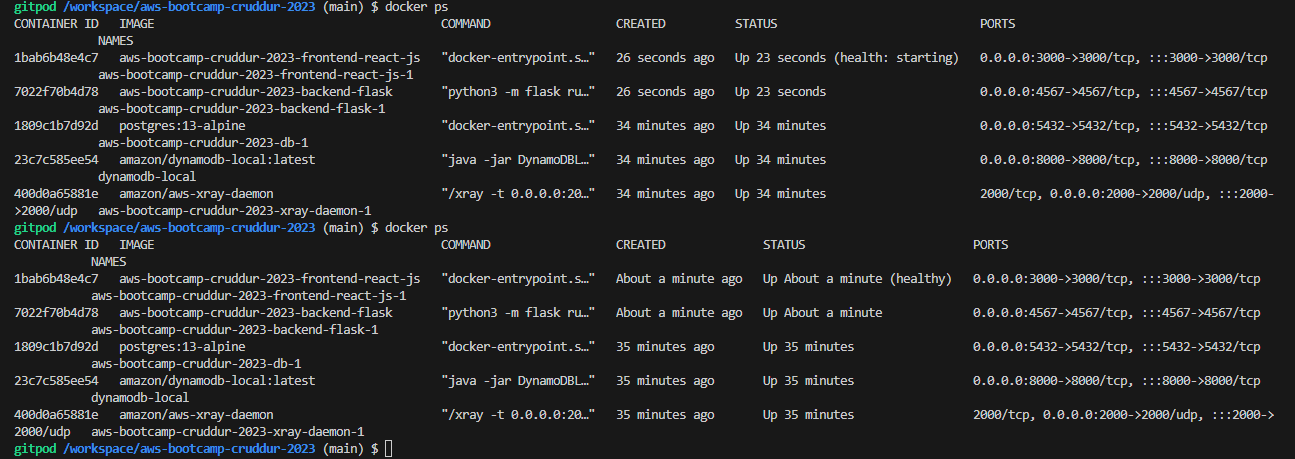 gitpod /workspace/aws-bootcamp-cruddur-2023 (main) $ docker ps
CONTAINER ID   IMAGE                                         COMMAND                  CREATED          STATUS                             PORTS
            NAMES
1bab6b48e4c7   aws-bootcamp-cruddur-2023-frontend-react-js   "docker-entrypoint.s…"   26 seconds ago   Up 23 seconds (health: starting)   0.0.0.0:3000->3000/tcp, :::3000->3000/tcp
            aws-bootcamp-cruddur-2023-frontend-react-js-1
7022f70b4d78   aws-bootcamp-cruddur-2023-backend-flask       "python3 -m flask ru…"   26 seconds ago   Up 23 seconds                      0.0.0.0:4567->4567/tcp, :::4567->4567/tcp
            aws-bootcamp-cruddur-2023-backend-flask-1
1809c1b7d92d   postgres:13-alpine                            "docker-entrypoint.s…"   34 minutes ago   Up 34 minutes                      0.0.0.0:5432->5432/tcp, :::5432->5432/tcp
            aws-bootcamp-cruddur-2023-db-1
23c7c585ee54   amazon/dynamodb-local:latest                  "java -jar DynamoDBL…"   34 minutes ago   Up 34 minutes                      0.0.0.0:8000->8000/tcp, :::8000->8000/tcp
            dynamodb-local
400d0a65881e   amazon/aws-xray-daemon                        "/xray -t 0.0.0.0:20…"   34 minutes ago   Up 34 minutes                      2000/tcp, 0.0.0.0:2000->2000/udp, :::2000-
>2000/udp   aws-bootcamp-cruddur-2023-xray-daemon-1
gitpod /workspace/aws-bootcamp-cruddur-2023 (main) $ docker ps
CONTAINER ID   IMAGE                                         COMMAND                  CREATED              STATUS                        PORTS
           NAMES
1bab6b48e4c7   aws-bootcamp-cruddur-2023-frontend-react-js   "docker-entrypoint.s…"   About a minute ago   Up About a minute (healthy)   0.0.0.0:3000->3000/tcp, :::3000->3000/tcp
           aws-bootcamp-cruddur-2023-frontend-react-js-1
7022f70b4d78   aws-bootcamp-cruddur-2023-backend-flask       "python3 -m flask ru…"   About a minute ago   Up About a minute             0.0.0.0:4567->4567/tcp, :::4567->4567/tcp
           aws-bootcamp-cruddur-2023-backend-flask-1
1809c1b7d92d   postgres:13-alpine                            "docker-entrypoint.s…"   35 minutes ago       Up 35 minutes                 0.0.0.0:5432->5432/tcp, :::5432->5432/tcp
           aws-bootcamp-cruddur-2023-db-1
23c7c585ee54   amazon/dynamodb-local:latest                  "java -jar DynamoDBL…"   35 minutes ago       Up 35 minutes                 0.0.0.0:8000->8000/tcp, :::8000->8000/tcp
           dynamodb-local
400d0a65881e   amazon/aws-xray-daemon                        "/xray -t 0.0.0.0:20…"   35 minutes ago       Up 35 minutes                 2000/tcp, 0.0.0.0:2000->2000/udp, :::2000->
2000/udp   aws-bootcamp-cruddur-2023-xray-daemon-1
gitpod /workspace/aws-bootcamp-cruddur-2023 (main) $